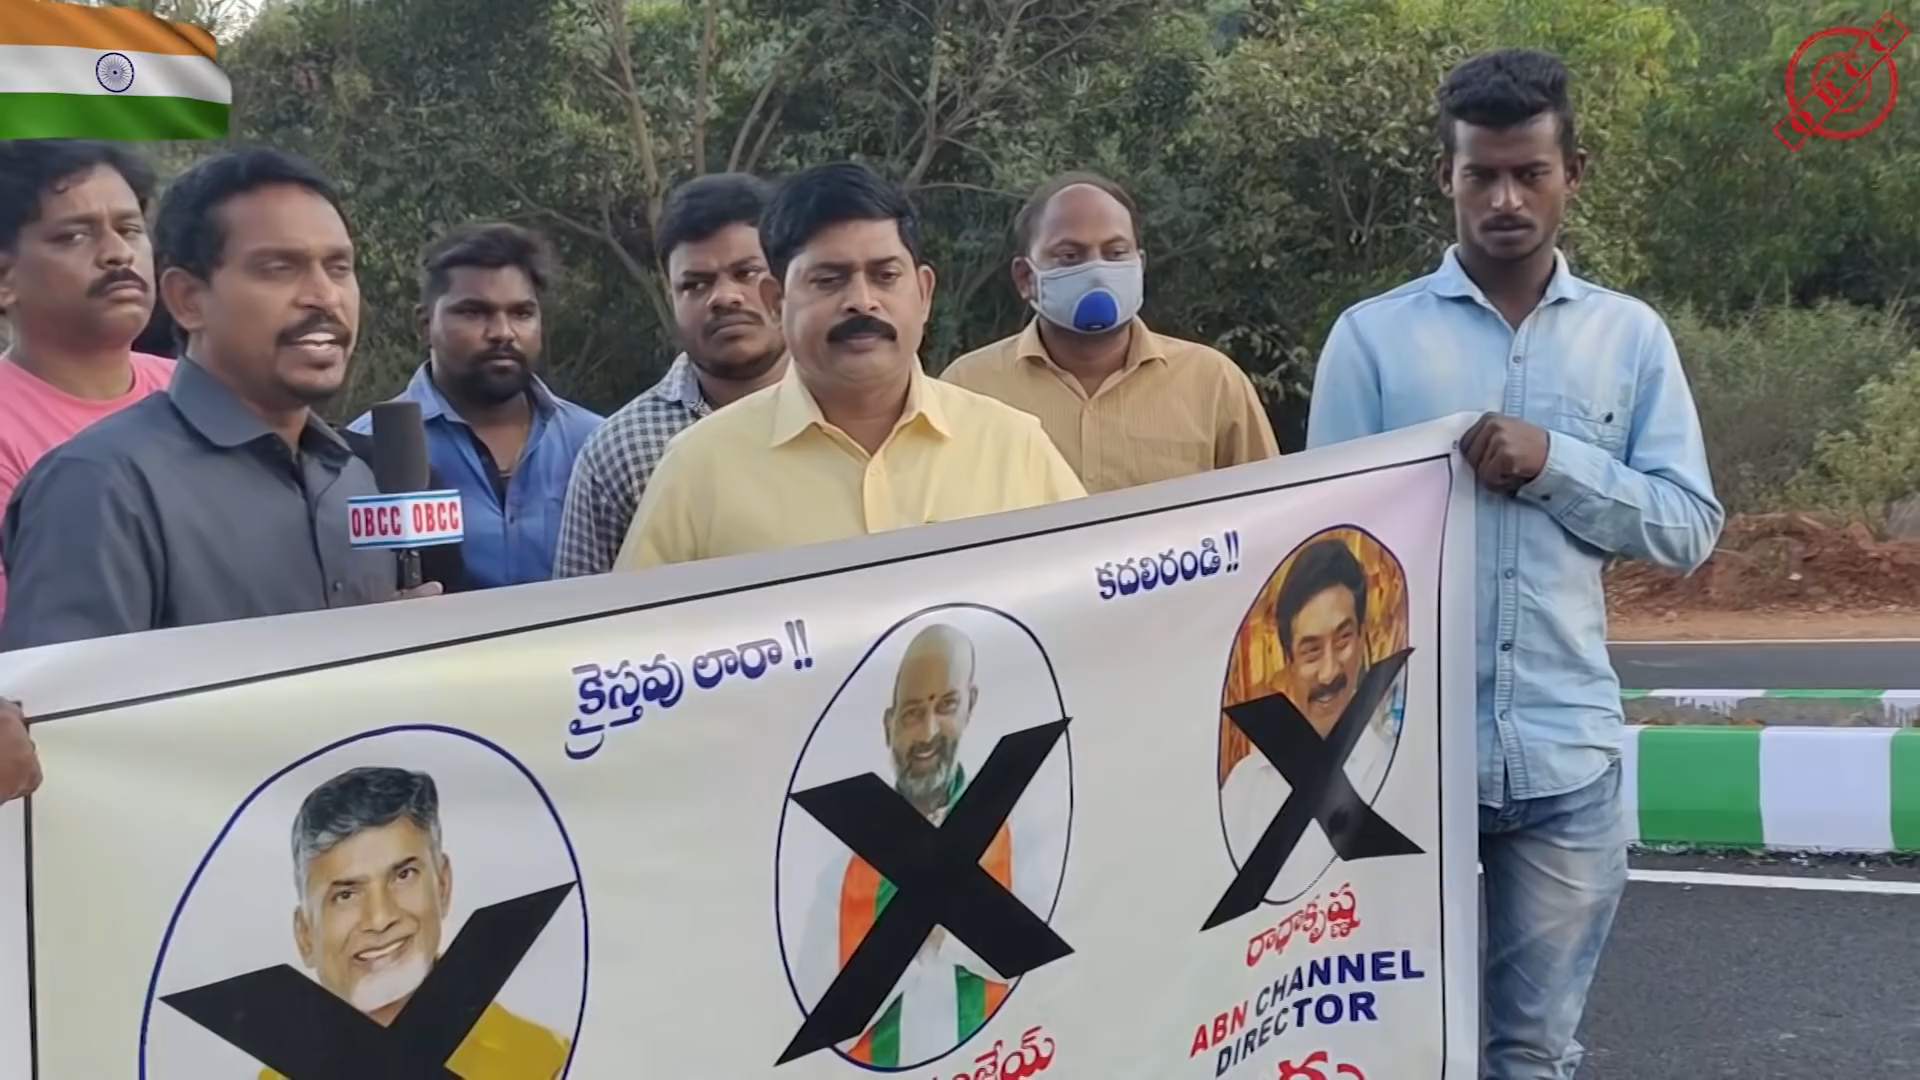 OBCC OBCC
క్రైస్తవు లారా !!
కదలిరండి !!
రాధాకృష్ణ
ABN CHANNEL
DIRECTOR